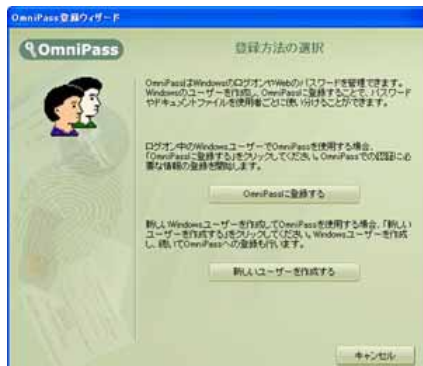 OmniPass登録ウィザード
OmniPass
登録方法の選択
OmniPassはWindowsのログオンやWebのパスワードを管理できます。
Windowsのユーザーを作成し、OmniPassに登録することで、パスワード
やドキュメントファイルを使用者ごとに使い分けることができます。
ログオン中のWindowsユーザーでOmniPassを使用する場合、
「OmniPassに登録する」をクリックしてください。OmniPassでの認証に必
要な情報の登録を開始します。
OmniPassに登録する
新しいWindowsユーザーを作成してOmniPassを使用する場合、「新しい
ユーザーを作成する」をクリックしてください。Windowsユーザーを作成
し、続いてOmniPassへの登録も行います。
新しいユーザーを作成する
キャンセル